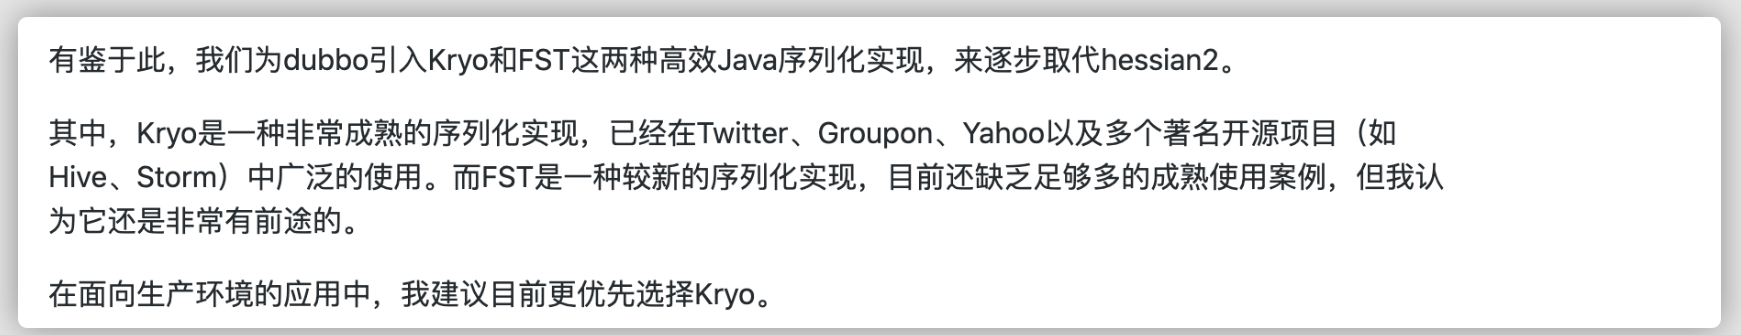 有鉴于此，我们为dubbo引入Kryo和FST这两种高效Java序列化实现，来逐步取代hessian2。
其中，Kryo是一种非常成熟的序列化实现，已经在Twitter、Groupon、Yahoo以及多个著名开源项目（如
Hive、Storm）中广泛的使用。而FST是一种较新的序列化实现，目前还缺乏足够多的成熟使用案例，但我认
为它还是非常有前途的。
在面向生产环境的应用中，我建议目前更优先选择Kryo。